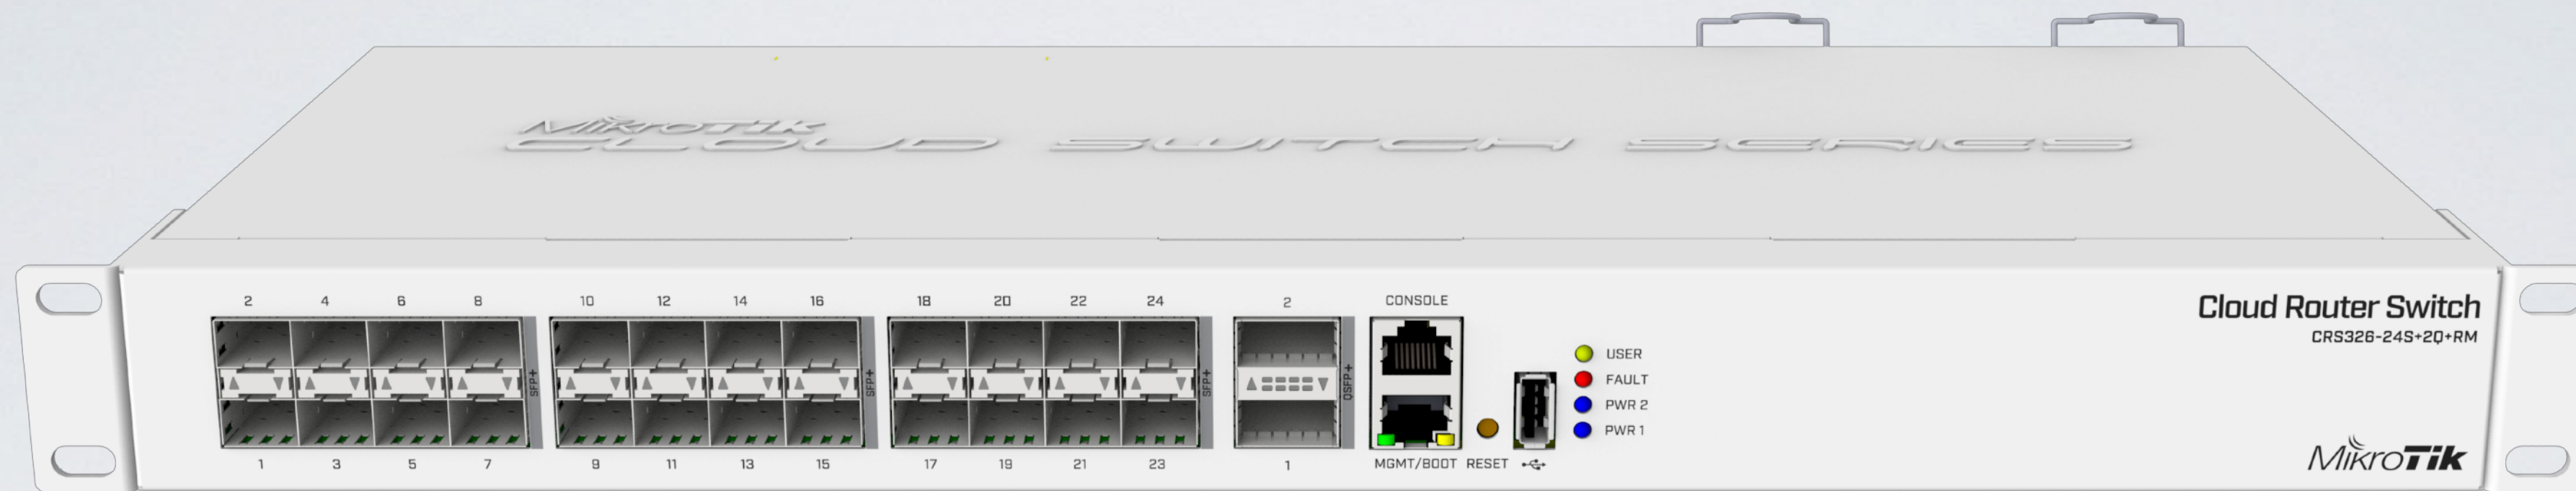 MikroTik
CLOUD SWITCH SERIES
2 4 6 8 10 12 14 16 18 20 22 24 2 CONSOLE
Cloud Router Switch
CRS326-24S+2Q+RM
USER
FAULT
PWR 2
PWR 1
SFP+ SFP+ SFP+ QSFP+
1 3 5 7 9 11 13 15 17 19 21 23 1 MGMT/BOOT RESET
MikroTik